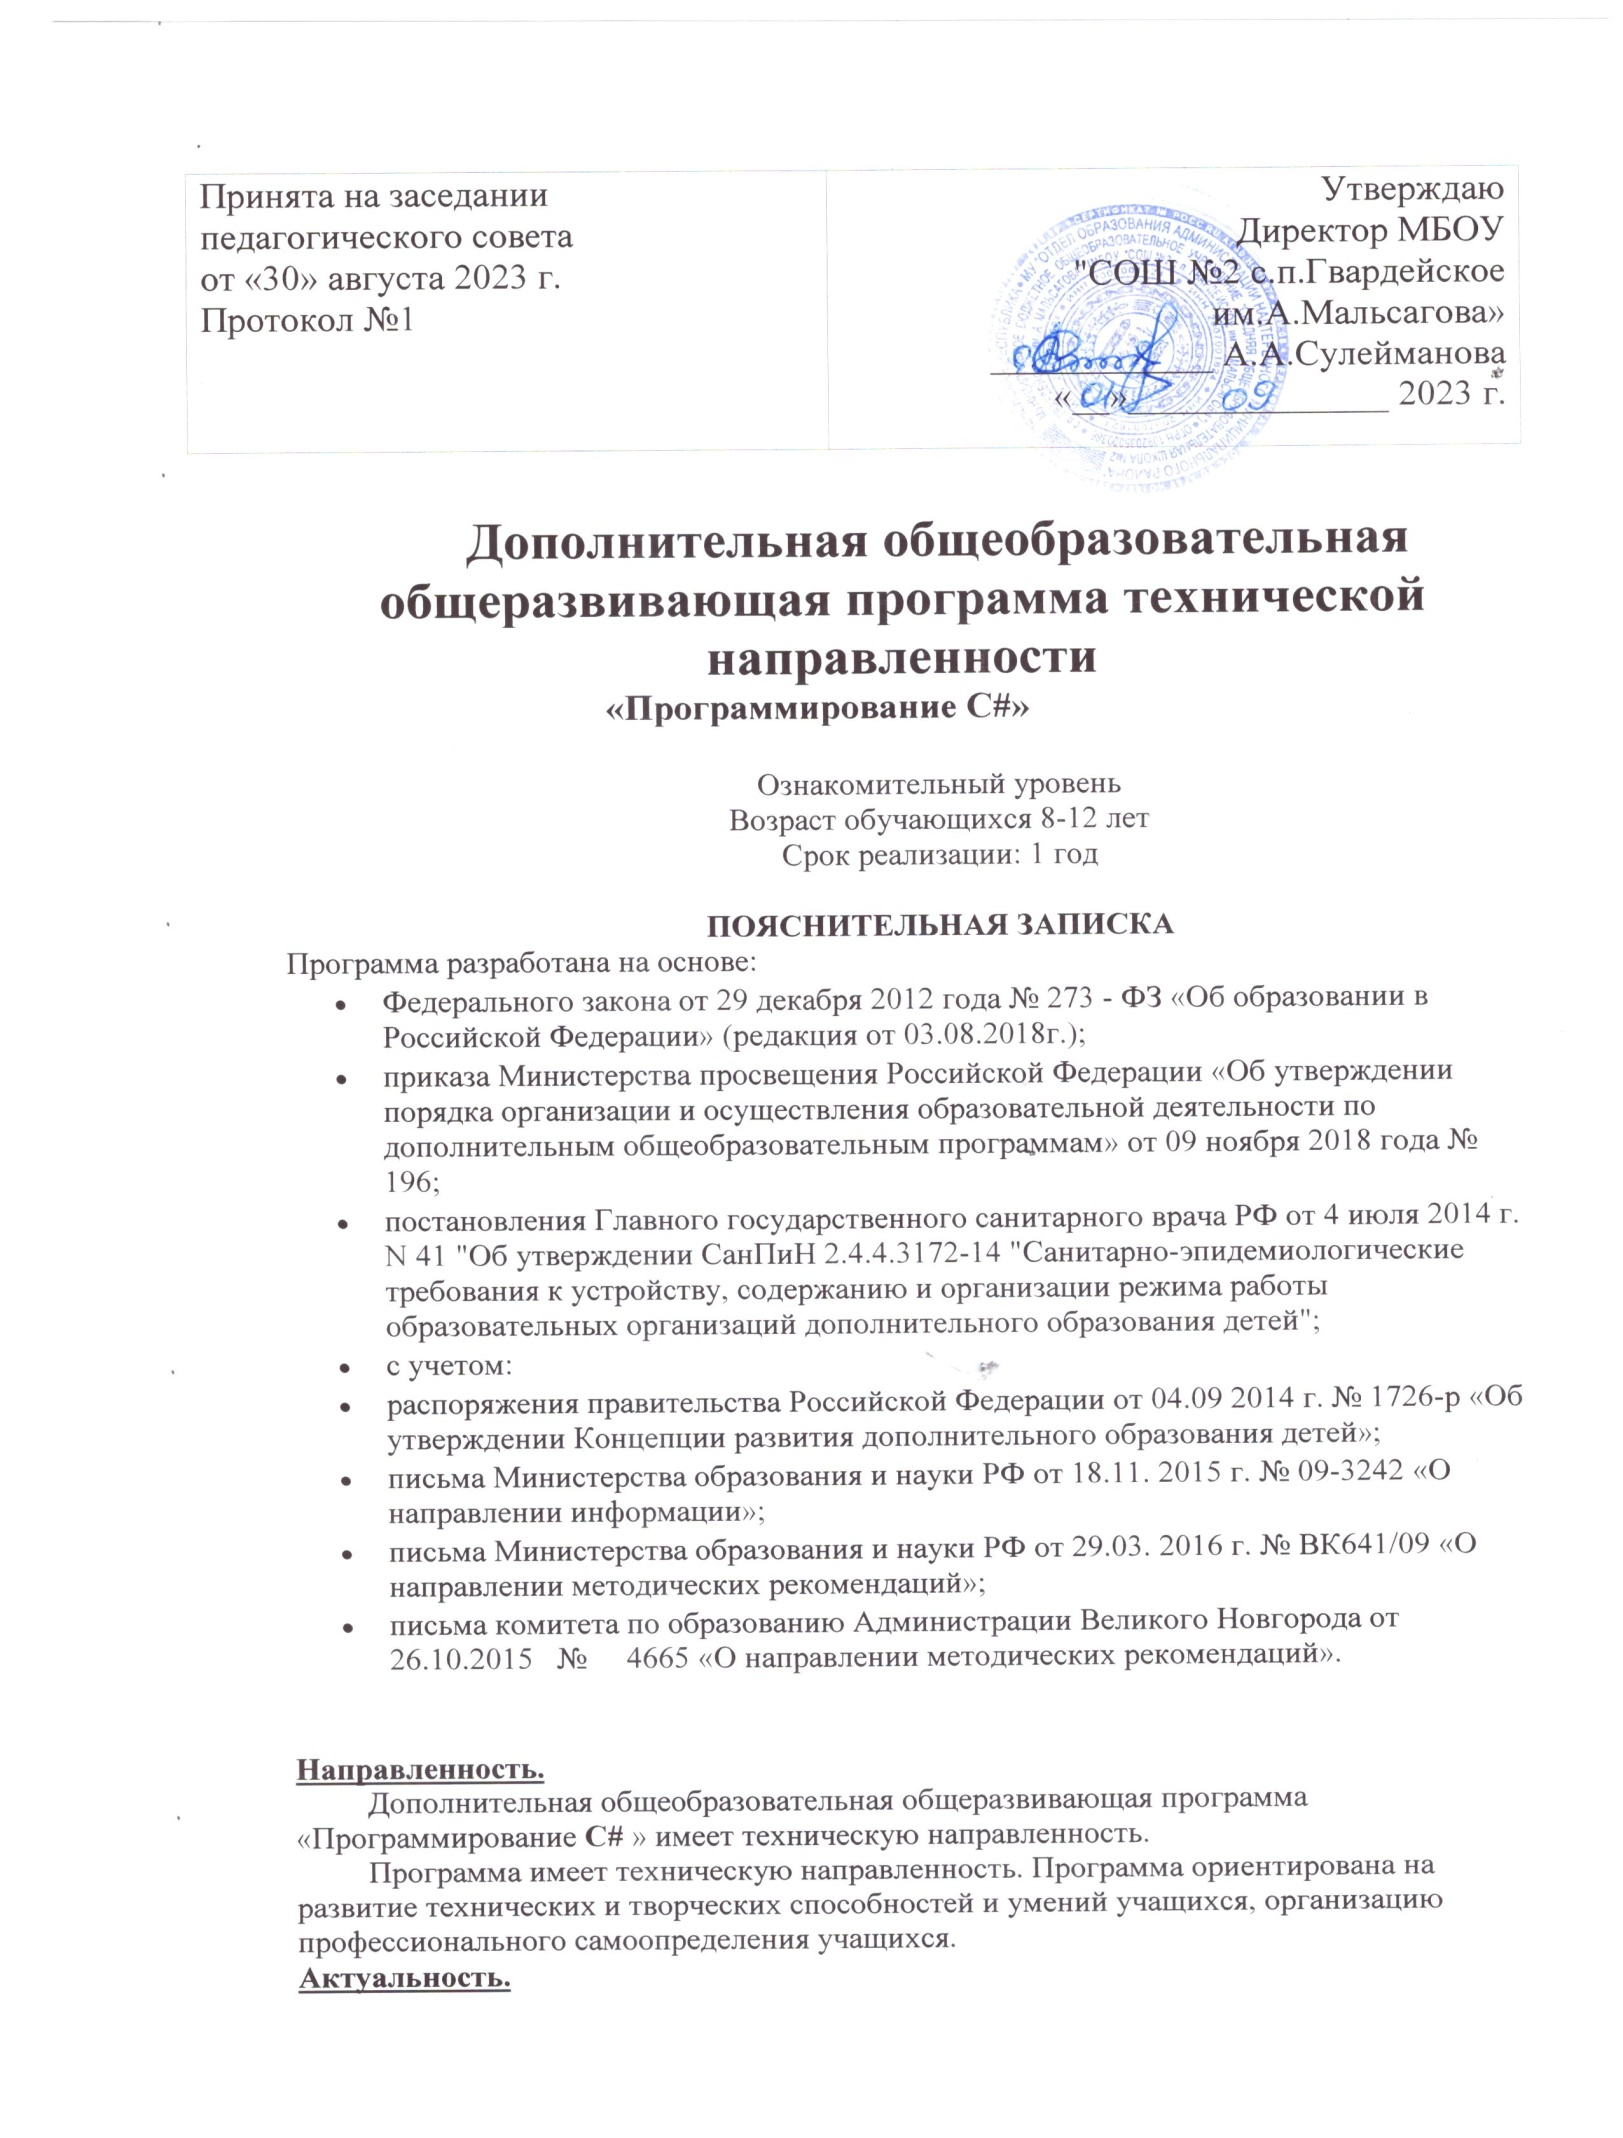 Принята на заседании
педагогического совета
от «30» августа 2023 г.
Протокол №1
Утверждаю
Директор МБОУ
"СОШ №2 с.п.Гвардейское
им.А.Мальсагова»
____________ А.А.Сулейманова
«01» 09 2023 г.
Дополнительная общеобразовательная
общеразвивающая программа технической
направленности
«Программирование C#»
Ознакомительный уровень
Возраст обучающихся 8-12 лет
Срок реализации: 1 год
ПОЯСНИТЕЛЬНАЯ ЗАПИСКА
Программа разработана на основе:
• Федерального закона от 29 декабря 2012 года № 273 - ФЗ «Об образовании в
Российской Федерации» (редакция от 03.08.2018г.);
• приказа Министерства просвещения Российской Федерации «Об утверждении
порядка организации и осуществления образовательной деятельности по
дополнительным общеобразовательным программам» от 09 ноября 2018 года №
196;
• постановления Главного государственного санитарного врача РФ от 4 июля 2014 г.
N 41 "Об утверждении СанПиН 2.4.4.3172-14 "Санитарно-эпидемиологические
требования к устройству, содержанию и организации режима работы
образовательных организаций дополнительного образования детей";
• с учетом:
• распоряжения правительства Российской Федерации от 04.09 2014 г. № 1726-р «Об
утверждении Концепции развития дополнительного образования детей»;
• письма Министерства образования и науки РФ от 18.11. 2015 г. № 09-3242 «О
направлении информации»;
• письма Министерства образования и науки РФ от 29.03. 2016 г. № ВК641/09 «О
направлении методических рекомендаций»;
• письма комитета по образованию Администрации Великого Новгорода от
26.10.2015 № 4665 «О направлении методических рекомендаций».
Направленность.
Дополнительная общеобразовательная общеразвивающая программа
«Программирование C# » имеет техническую направленность.
Программа имеет техническую направленность. Программа ориентирована на
развитие технических и творческих способностей и умений учащихся, организацию
профессионального самоопределения учащихся.
Актуальность.